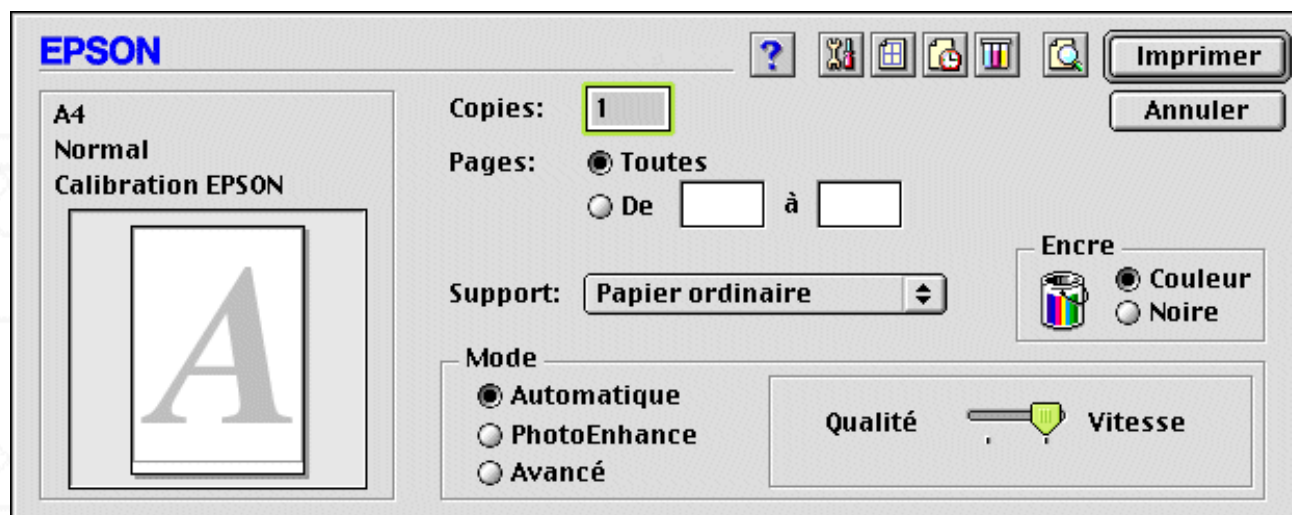 EPSON
?
Imprimer
Annuler
A4
Normal
Calibration EPSON
A
Copies: 1
Pages: Toutes
De à
Support: Papier ordinaire
Encre
Couleur
Noire
Mode
Automatique
PhotoEnhance
Avancé
Qualité Vitesse